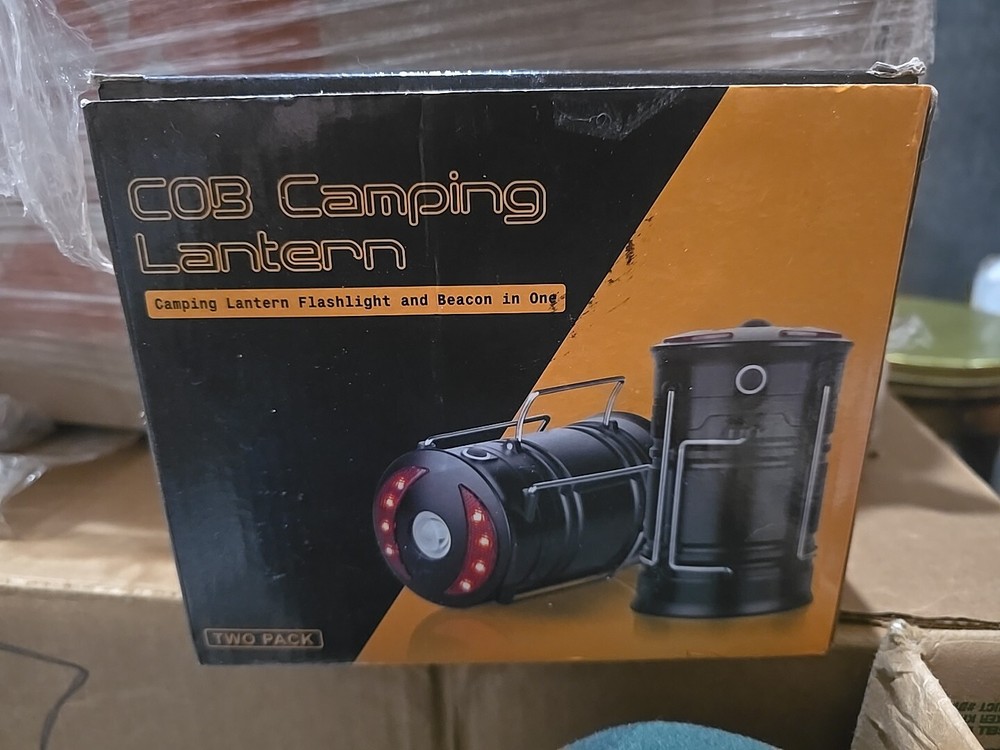 COB Camping
Lantern
Camping Lantern Flashlight and Beacon in One
TWO PACK